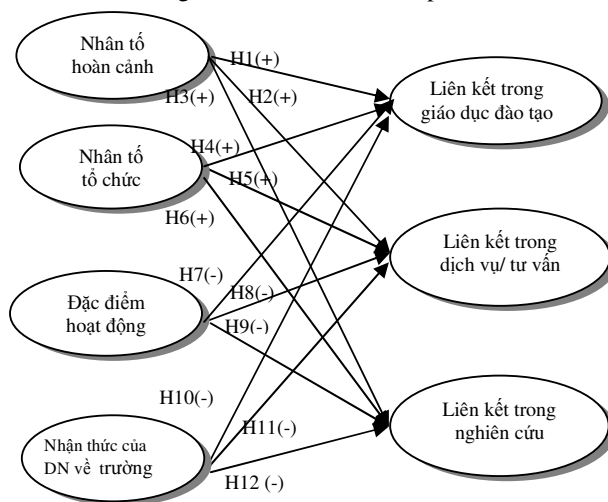 Nhân tố
hoàn cảnh
H1(+)
H3(+)
H2(+)
Liên kết trong
giáo dục đào tạo
Nhân tố
tổ chức
H4(+)
H5(+)
H6(+)
Liên kết trong
dịch vụ/ tư vấn
Đặc điểm
hoạt động
H7(-)
H8(-)
H9(-)
Nhận thức của
DN về trường
H10(-)
H11(-)
H12 (-)
Liên kết trong
nghiên cứu